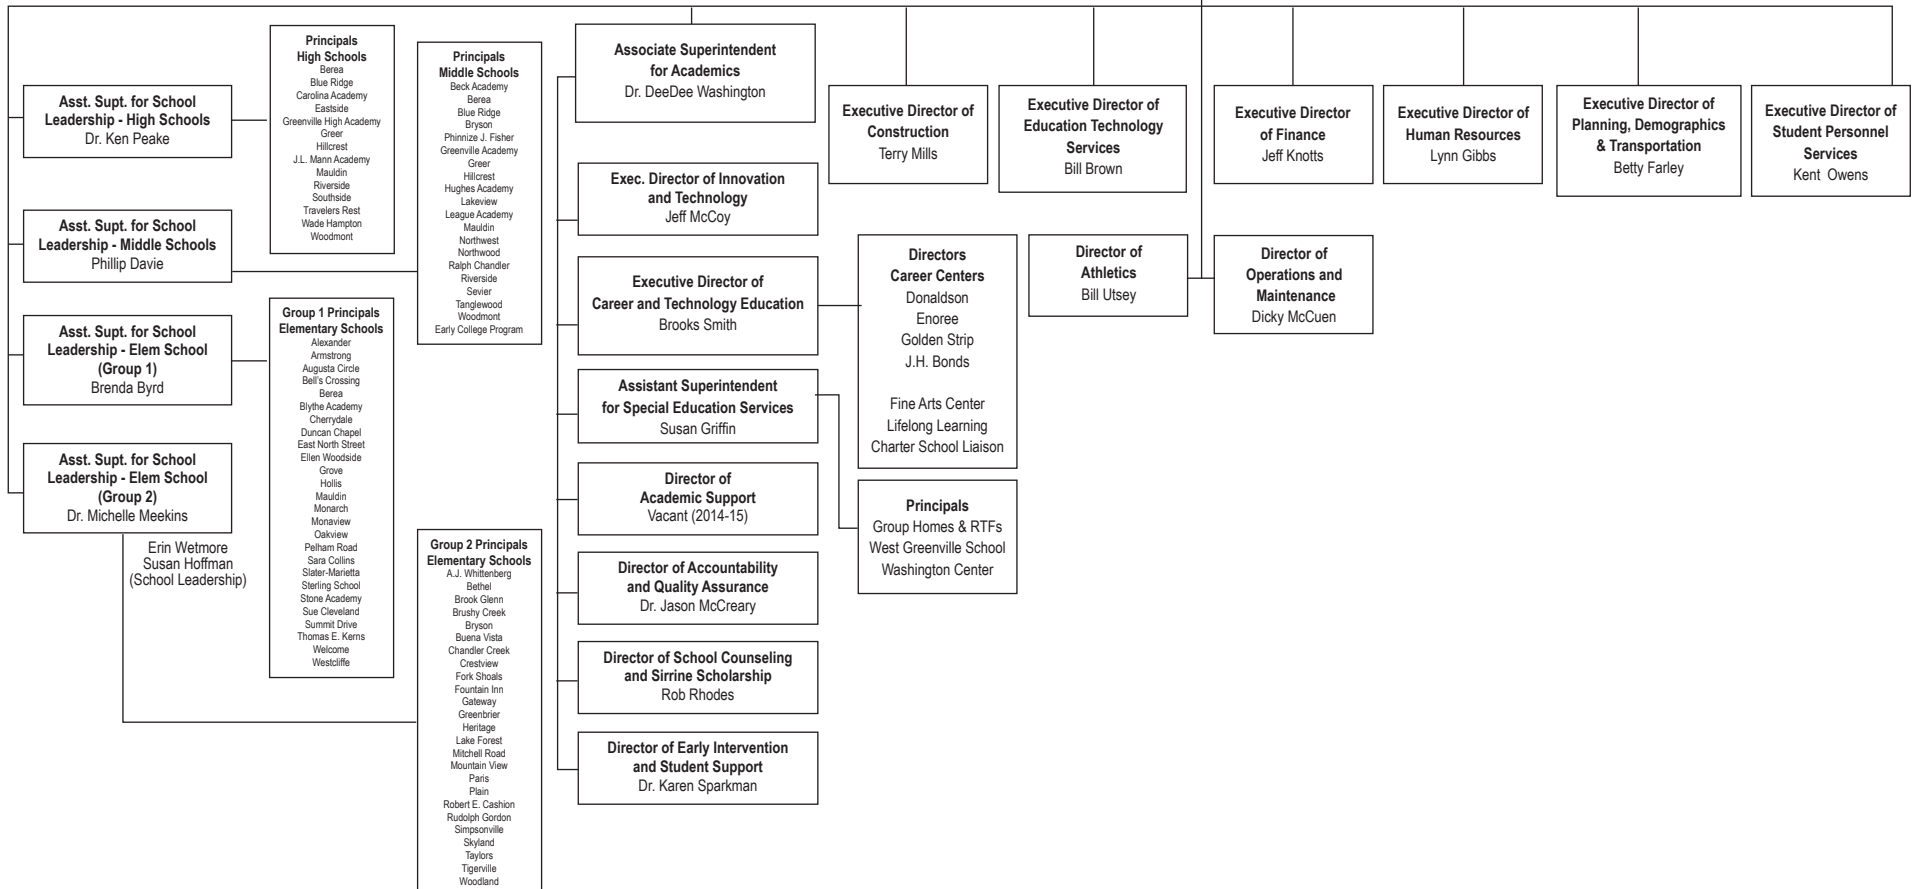 Asst. Supt. for School
Leadership - High Schools
Dr. Ken Peake
Asst. Supt. for School
Leadership - Middle Schools
Phillip Davie
Asst. Supt. for School
Leadership - Elem School
(Group 1)
Brenda Byrd
Asst. Supt. for School
Leadership - Elem School
(Group 2)
Dr. Michelle Meekins
Erin Wetmore
Susan Hoffman
(School Leadership)
Principals
High Schools
Berea
Blue Ridge
Carolina Academy
Eastside
Greenville High Academy
Greer
Hillcrest
J.L. Mann Academy
Mauldin
Riverside
Southside
Travelers Rest
Wade Hampton
Woodmont
Group 1 Principals
Elementary Schools
Alexander
Armstrong
Augusta Circle
Bell's Crossing
Berea
Blythe Academy
Cherrydale
Duncan Chapel
East North Street
Ellen Woodside
Grove
Hollis
Mauldin
Monarch
Monaview
Oakview
Pelham Road
Sara Collins
Slater-Marietta
Sterling School
Stone Academy
Sue Cleveland
Summit Drive
Thomas E. Kerns
Welcome
Westcliffe
Principals
Middle Schools
Beck Academy
Berea
Blue Ridge
Bryson
Phinnize J. Fisher
Greenville Academy
Greer
Hillcrest
Hughes Academy
Lakeview
League Academy
Mauldin
Northwest
Northwood
Ralph Chandler
Riverside
Sevier
Tanglewood
Woodmont
Early College Program
Group 2 Principals
Elementary Schools
A.J. Whittenberg
Bethel
Brook Glenn
Brushy Creek
Bryson
Buena Vista
Chandler Creek
Crestview
Fork Shoals
Fountain Inn
Gateway
Greenbrier
Heritage
Lake Forest
Mitchell Road
Mountain View
Paris
Plain
Robert E. Cashion
Rudolph Gordon
Simpsonville
Skyland
Taylors
Tigerville
Woodland
Associate Superintendent
for Academics
Dr. DeeDee Washington
Exec. Director of Innovation
and Technology
Jeff McCoy
Executive Director of
Career and Technology Education
Brooks Smith
Assistant Superintendent
for Special Education Services
Susan Griffin
Director of
Academic Support
Vacant (2014-15)
Director of Accountability
and Quality Assurance
Dr. Jason McCreary
Director of School Counseling
and Sirrine Scholarship
Rob Rhodes
Director of Early Intervention
and Student Support
Dr. Karen Sparkman
Directors
Career Centers
Donaldson
Enoree
Golden Strip
J.H. Bonds
Fine Arts Center
Lifelong Learning
Charter School Liaison
Principals
Group Homes & RTFs
West Greenville School
Washington Center
Executive Director of
Construction
Terry Mills
Executive Director of
Education Technology
Services
Bill Brown
Executive Director
of Finance
Jeff Knotts
Executive Director of
Human Resources
Lynn Gibbs
Executive Director of
Planning, Demographics
& Transportation
Betty Farley
Executive Director of
Student Personnel
Services
Kent Owens
Director of
Athletics
Bill Utsey
Director of
Operations and
Maintenance
Dicky McCuen